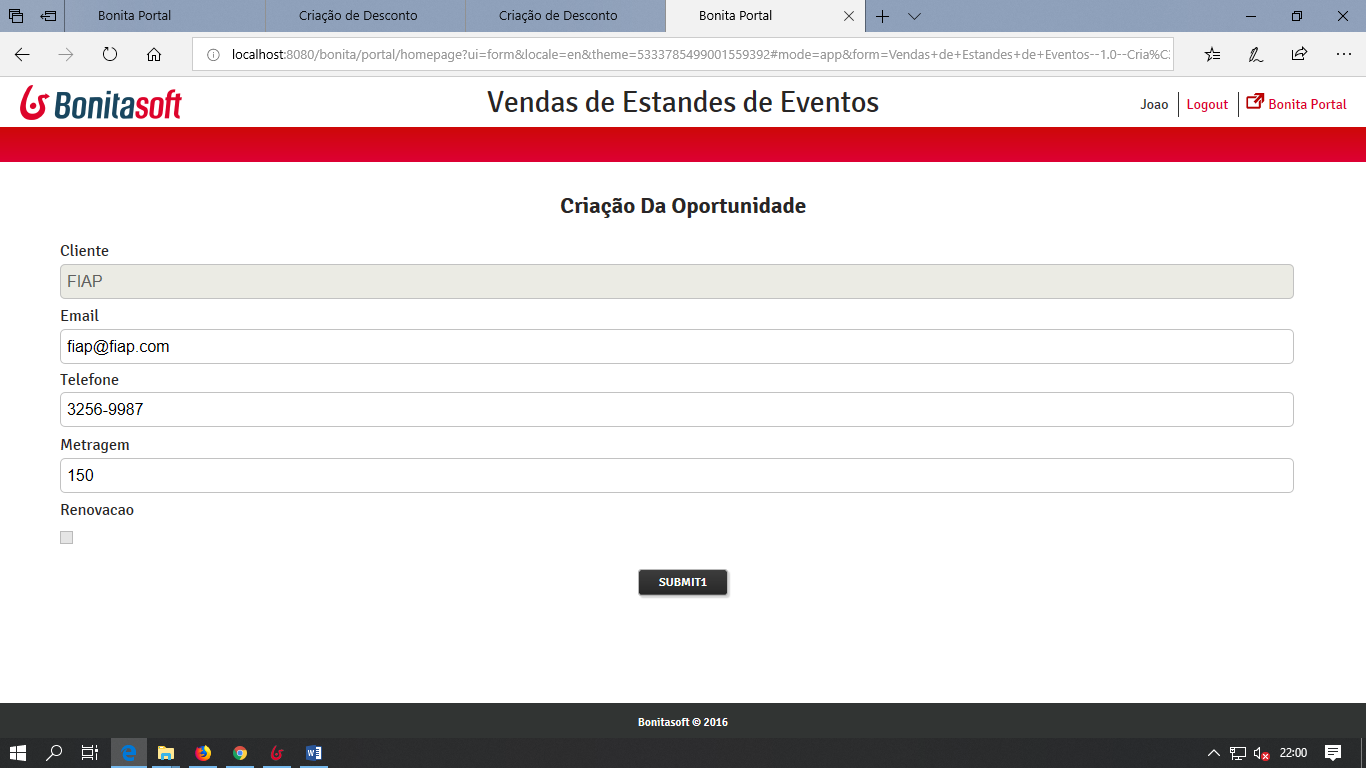 Bonita Portal
Criação de Desconto
Criação de Desconto
Bonita Portal
localhost:8080/bonita/portal/homepage?ui=form&locale=en&theme=5333785499001559392#mode=app&form=Vendas+de+Estandes+de+Eventos--1.0--Cria%C
Bonitasoft
Vendas de Estandes de Eventos
Joao
Logout
Bonita Portal
Criação Da Oportunidade
Cliente
FIAP
Email
fiap@fiap.com
Telefone
3256-9987
Metragem
150
Renovacao
SUBMIT1
Bonitasoft © 2016
22:00